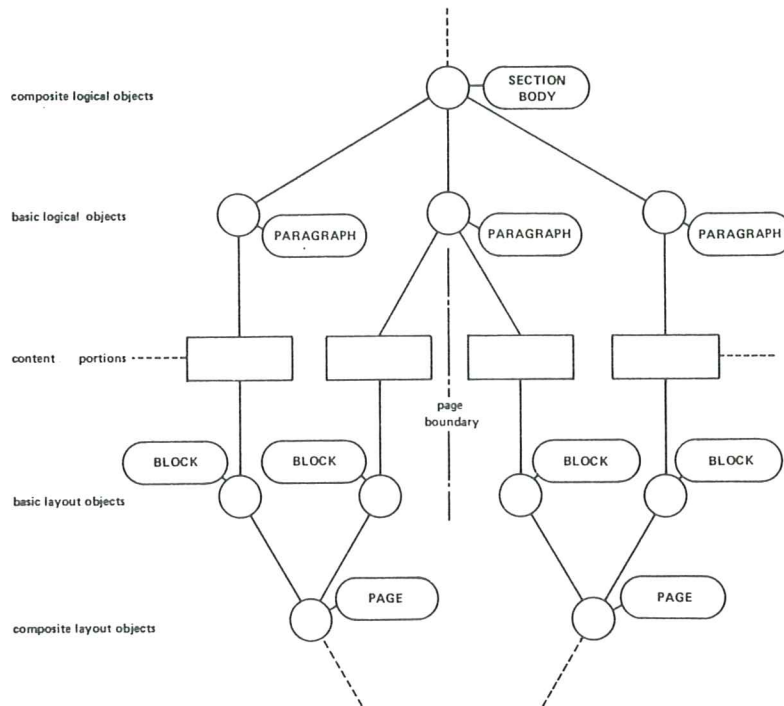 SECTION
BODY
composite logical objects
basic logical objects
PARAGRAPH
PARAGRAPH
PARAGRAPH
content portions
page
boundary
BLOCK
BLOCK
BLOCK
BLOCK
basic layout objects
PAGE
PAGE
composite layout objects